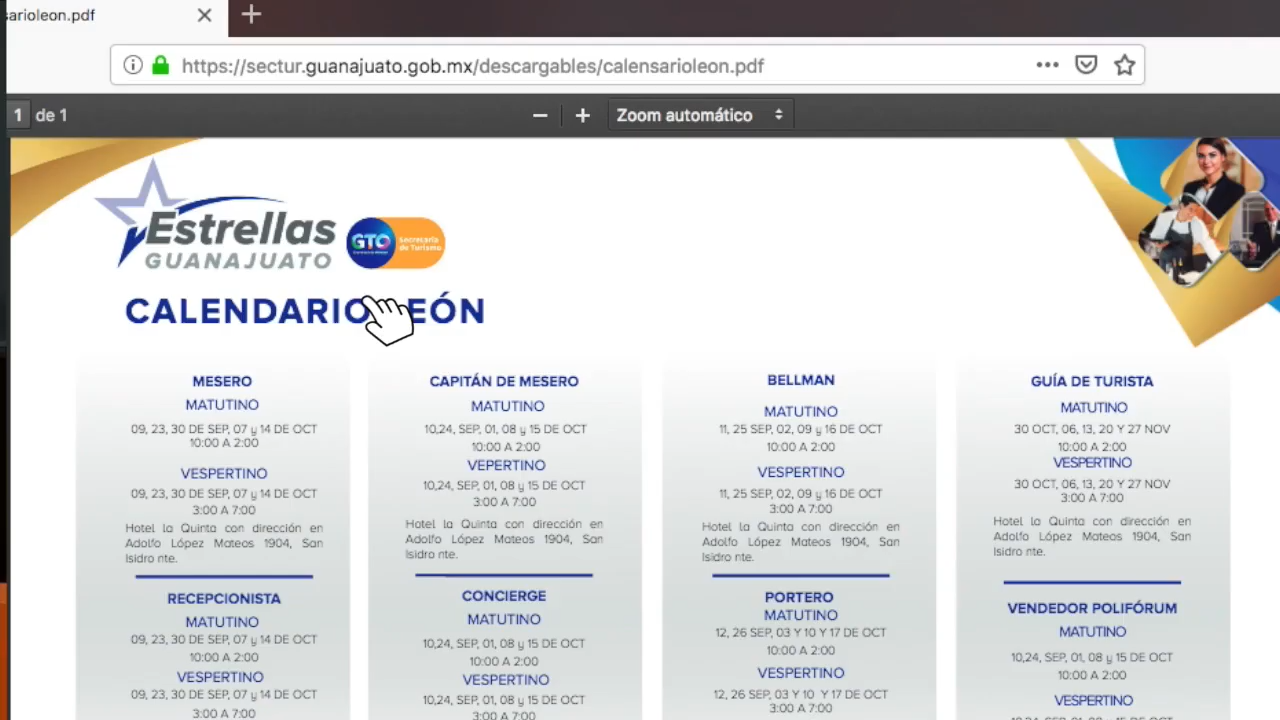 sarioleon.pdf
https://sectur.guanajuato.gob.mx/descargables/calensarioleon.pdf
1 de 1
Zoom automático
Estrellas
GUANAJUATO
GTO
Secretaría
de Turismo
CALENDARIO LEÓN
MESERO
MATUTINO
09, 23, 30 DE SEP, 07 y 14 DE OCT
10:00 A 2:00
VESPERTINO
09, 23, 30 DE SEP, 07 y 14 DE OCT
3:00 A 7:00
Hotel la Quinta con dirección en
Adolfo López Mateos 1904, San
Isidro nte.
RECEPCIONISTA
MATUTINO
09, 23, 30 DE SEP, 07 y 14 DE OCT
10:00 A 2:00
VESPERTINO
09, 23, 30 DE SEP, 07 y 14 DE OCT
3:00 A 7:00
CAPITÁN DE MESERO
MATUTINO
10,24, SEP, 01, 08 y 15 DE OCT
10:00 A 2:00
VEPERTINO
10,24, SEP, 01, 08 y 15 DE OCT
3:00 A 7:00
Hotel la Quinta con dirección en
Adolfo López Mateos 1904, San
Isidro nte.
CONCIERGE
MATUTINO
10,24, SEP, 01, 08 y 15 DE OCT
10:00 A 2:00
VESPERTINO
10,24, SEP, 01, 08 y 15 DE OCT
3:00 A 7:00
BELLMAN
MATUTINO
11, 25 SEP, 02, 09 y 16 DE OCT
10:00 A 2:00
VESPERTINO
11, 25 SEP, 02, 09 y 16 DE OCT
3:00 A 7:00
Hotel la Quinta con dirección en
Adolfo López Mateos 1904, San
Isidro nte.
PORTERO
MATUTINO
12, 26 SEP, 03 Y 10 Y 17 DE OCT
10:00 A 2:00
VESPERTINO
12, 26 SEP, 03 Y 10 Y 17 DE OCT
3:00 A 7:00
GUÍA DE TURISTA
MATUTINO
30 OCT, 06, 13, 20 Y 27 NOV
10:00 A 2:00
VESPERTINO
30 OCT, 06, 13, 20 Y 27 NOV
3:00 A 7:00
Hotel la Quinta con dirección en
Adolfo López Mateos 1904, San
Isidro nte.
VENDEDOR POLIFÓRUM
MATUTINO
10,24, SEP, 01, 08 y 15 DE OCT
10:00 A 2:00
VESPERTINO